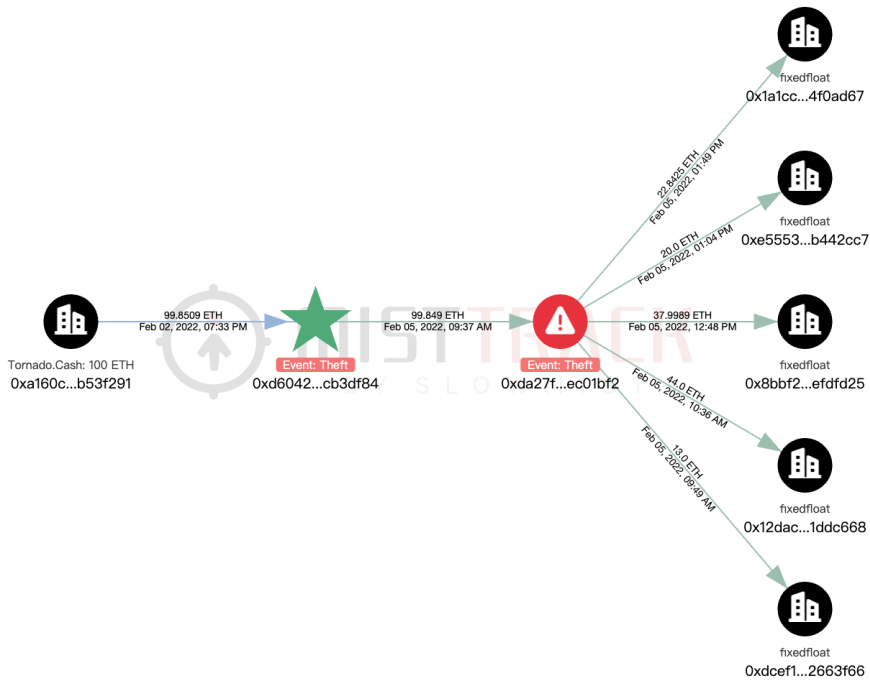 fixedfloat
0x1a1cc...4f0ad67
22.8425 ETH
Feb 05, 2022, 01:49 PM
fixedfloat
0xe5553...b442cc7
20.0 ETH
Feb 05, 2022, 01:04 PM
Tornado.Cash: 100 ETH
0xa160c...b53f291
99.8509 ETH
Feb 02, 2022, 07:33 PM
Event: Theft
0xd6042...cb3df84
99.849 ETH
Feb 05, 2022, 09:37 AM
Event: Theft
0xda27f...ec01bf2
37.9989 ETH
Feb 05, 2022, 12:48 PM
fixedfloat
0x8bbf2...efdfd25
44.0 ETH
Feb 05, 2022, 10:36 AM
fixedfloat
0x12dac...1ddc668
13.0 ETH
Feb 05, 2022, 09:49 AM
fixedfloat
0xdcef1...2663f66
MISTTRACK